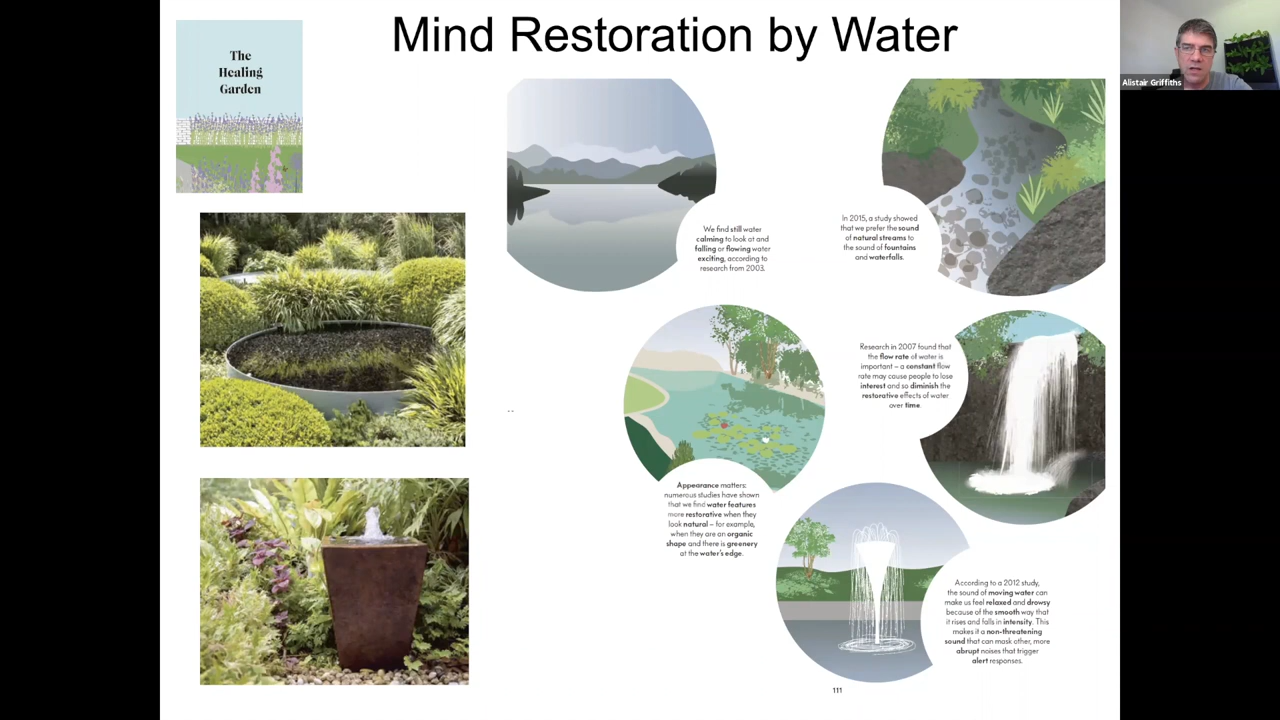 Mind Restoration by Water
The
Healing
Garden
Alistair Griffiths
We find still water
calming to look at and
falling or flowing water
exciting, according to
research from 2003.
In 2015, a study showed
that we prefer the sound
of natural streams to
the sound of fountains
and waterfalls.
Research in 2007 found that
the flow rate of water is
important – a constant flow
rate may cause people to lose
interest and so diminish the
restorative effects of water
over time.
Appearance matters:
numerous studies have shown
that we find water features
more restorative when they
look natural – for example,
when they are an organic
shape and there is greenery
at the water's edge.
According to a 2012 study,
the sound of moving water can
make us feel relaxed and drowsy
because of the smooth way that
it rises and falls in intensity. This
makes it a non-threatening
sound that can mask other, more
abrupt noises that trigger
alert responses.
111